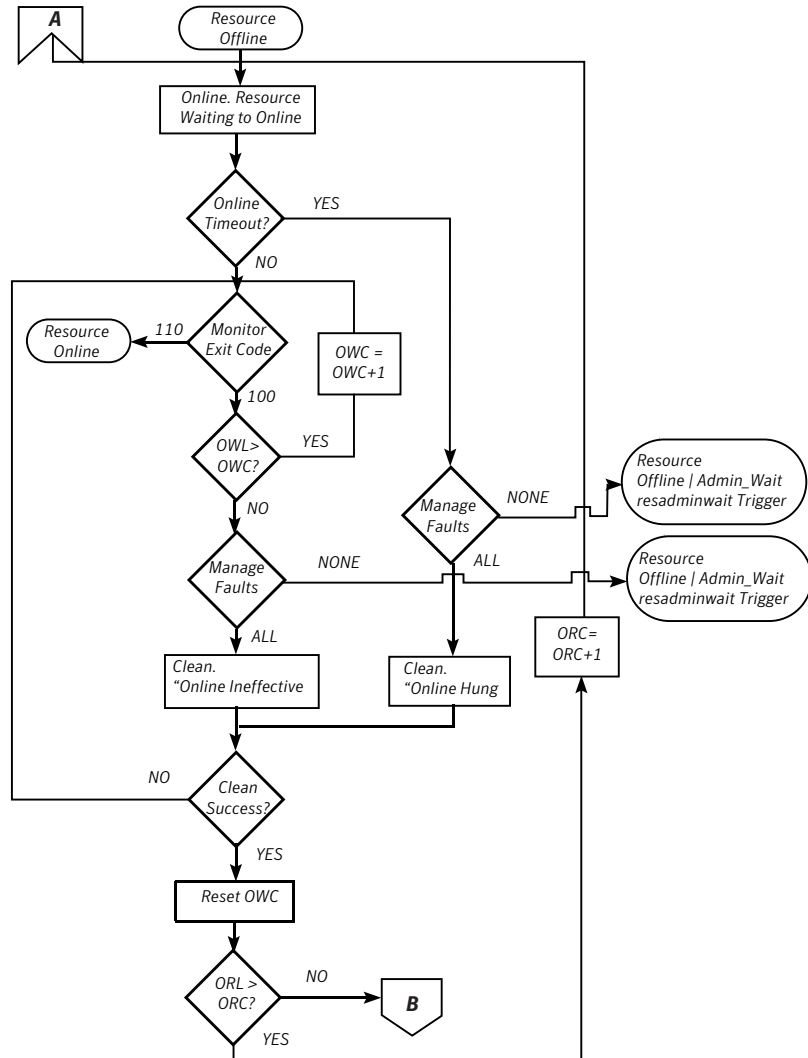 A
Resource
Offline
Online. Resource
Waiting to Online
Online
Timeout?
YES
NO
Resource
Online
110
Monitor
Exit Code
OWC =
OWC+1
100
OWL>
OWC?
YES
NO
Manage
Faults
NONE
ALL
Resource
Offline | Admin_Wait
resadminwait Trigger
Manage
Faults
NONE
ALL
Resource
Offline | Admin_Wait
resadminwait Trigger
ORC=
ORC+1
Clean.
“Online Ineffective
Clean.
“Online Hung
NO
Clean
Success?
YES
Reset OWC
ORL >
ORC?
NO
B
YES